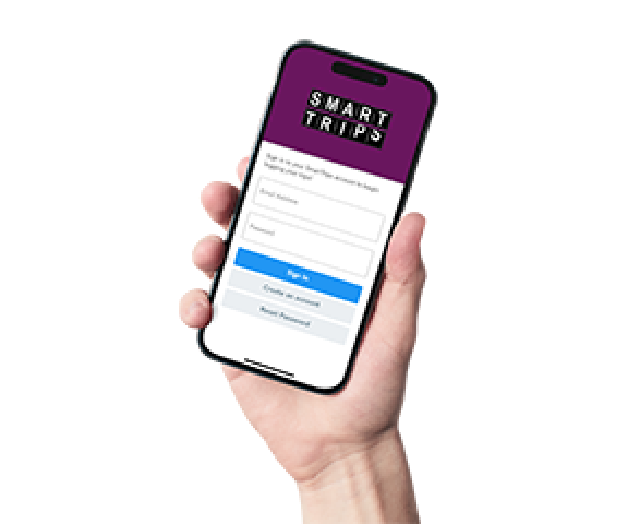 SMART
TRIPS
Sign in to your SmartTrips account to begin
logging your trips!
Email Address
Password
Sign In
Create an account
Reset Password